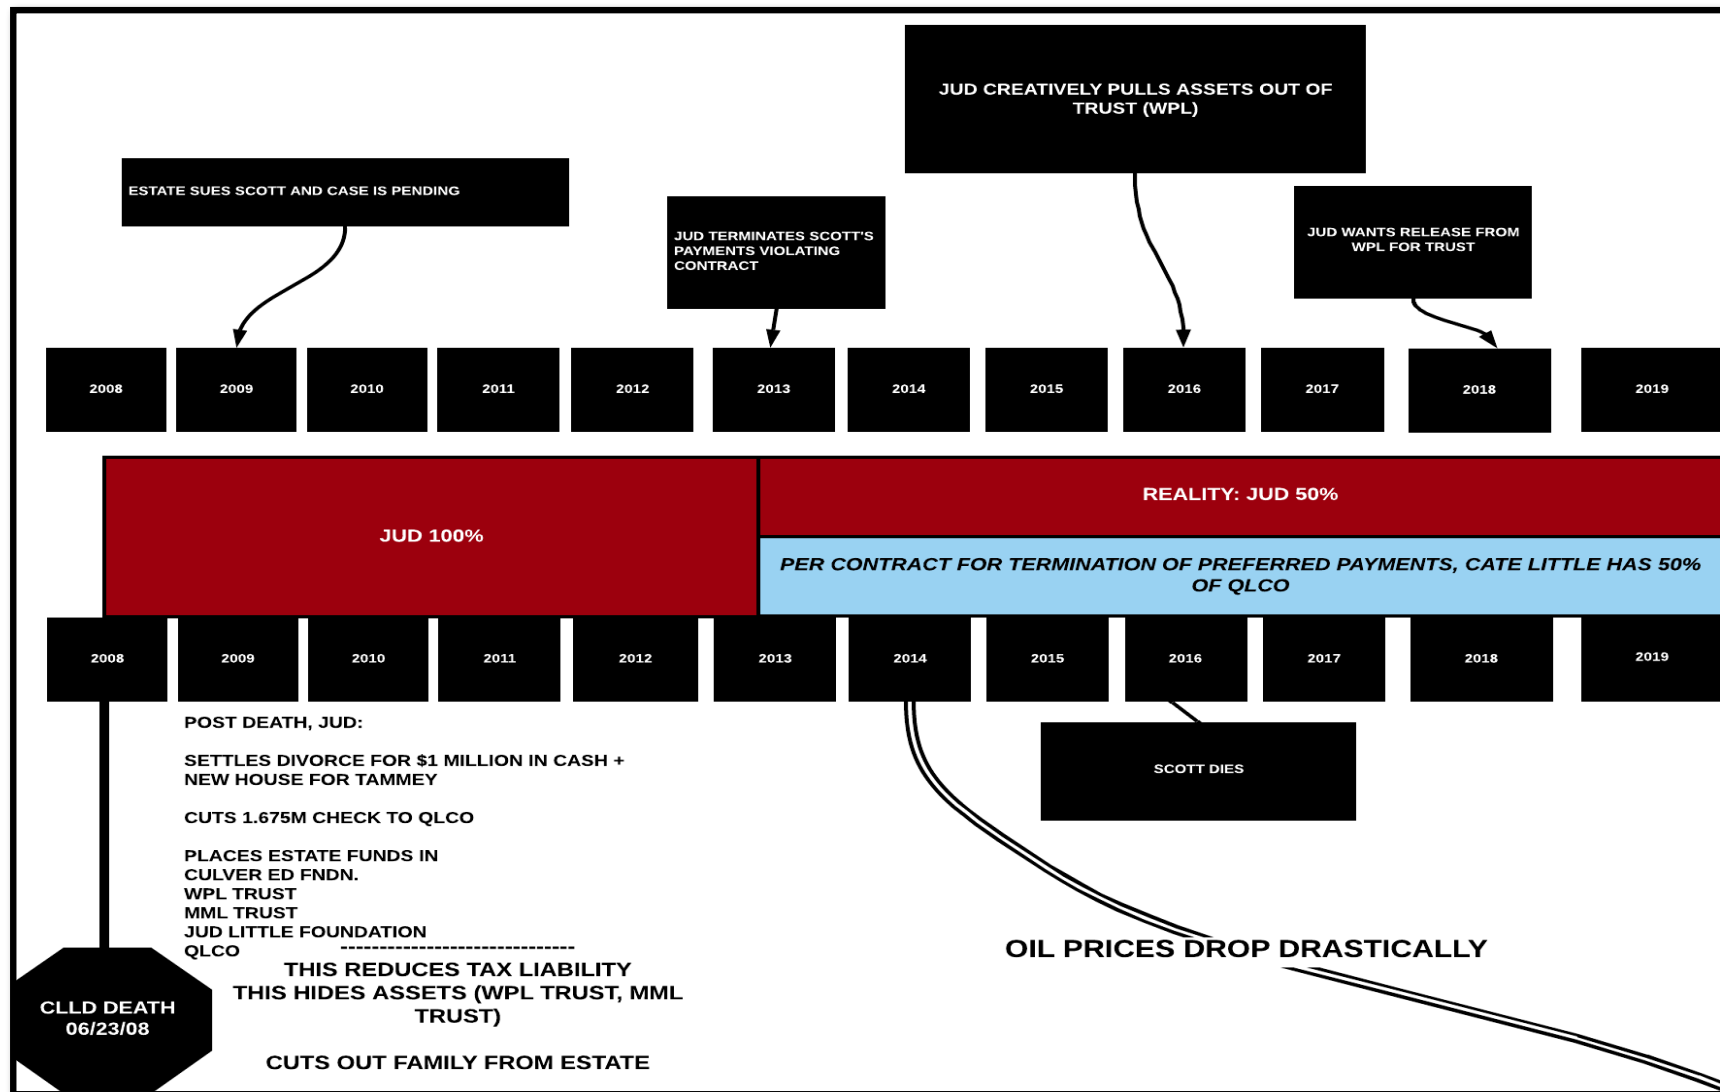 JUD CREATIVELY PULLS ASSETS OUT OF
TRUST (WPL)
ESTATE SUES SCOTT AND CASE IS PENDING
JUD TERMINATES SCOTT'S
PAYMENTS VIOLATING
CONTRACT
JUD WANTS RELEASE FROM
WPL FOR TRUST
2008 2009 2010 2011 2012 2013 2014 2015 2016 2017 2018 2019
JUD 100%
REALITY: JUD 50%
PER CONTRACT FOR TERMINATION OF PREFERRED PAYMENTS, CATE LITTLE HAS 50%
OF QLCO
2008 2009 2010 2011 2012 2013 2014 2015 2016 2017 2018 2019
POST DEATH, JUD:
SETTLES DIVORCE FOR $1 MILLION IN CASH +
NEW HOUSE FOR TAMMEY
CUTS 1.675M CHECK TO QLCO
PLACES ESTATE FUNDS IN
CULVER ED FNDN.
WPL TRUST
MML TRUST
JUD LITTLE FOUNDATION
QLCO
------------------------------
THIS REDUCES TAX LIABILITY
THIS HIDES ASSETS (WPL TRUST, MML
TRUST)
CUTS OUT FAMILY FROM ESTATE
CLLD DEATH
06/23/08
SCOTT DIES
OIL PRICES DROP DRASTICALLY